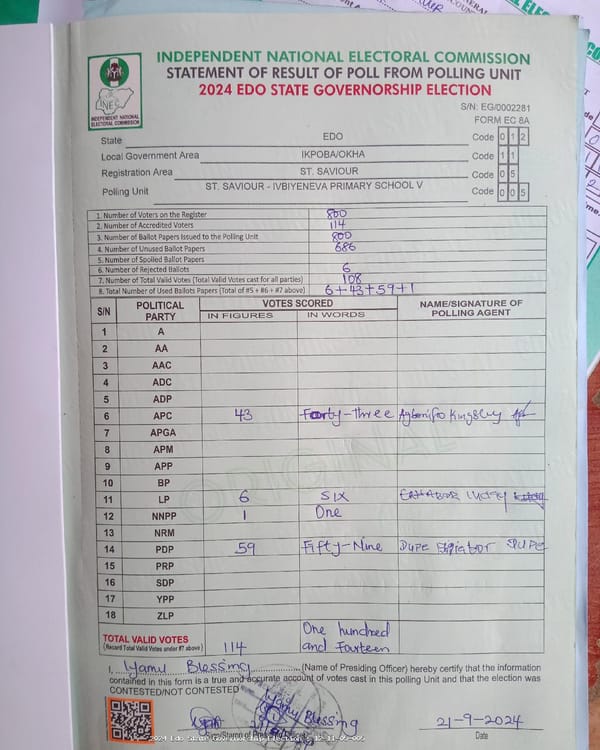 INDEPENDENT NATIONAL ELECTORAL COMMISSION
STATEMENT OF RESULT OF POLL FROM POLLING UNIT
2024 EDO STATE GOVERNORSHIP ELECTION
INEC
INDEPENDENT NATIONAL
ELECTORAL COMMISSION
S/N: EG/0002281
FORM EC 8A
State EDO Code 0 1 2
Local Government Area IKPOBA/OKHA Code 1 1
Registration Area ST. SAVIOUR Code 0 5
Polling Unit ST. SAVIOUR - IVBIYENEVA PRIMARY SCHOOL V Code 0 0 5
1. Number of Voters on the Register 800
2. Number of Accredited Voters 114
3. Number of Ballot Papers Issued to the Polling Unit 800
4. Number of Unused Ballot Papers 686
5. Number of Spoiled Ballot Papers
6. Number of Rejected Ballots 6
7. Number of Total Valid Votes (Total Valid Votes cast for all parties) 108
8. Total Number of Used Ballots Papers (Total of #5 + #6 + #7 above) 6+43+59+1
S/N POLITICAL PARTY VOTES SCORED NAME/SIGNATURE OF POLLING AGENT
IN FIGURES IN WORDS
1 A
2 AA
3 AAC
4 ADC
5 ADP
6 APC 43 Forty-three Kingsley
7 APGA
8 APM
9 APP
10 BP
11 LP 6 Six
12 NNPP 1 One
13 NRM
14 PDP 59 Fifty-Nine DUPE
15 PRP
16 SDP
17 YPP
18 ZLP
ORIGINAL
TOTAL VALID VOTES 114 One hundred and Fourteen
(Record Total Valid Votes under #7 above)
I, Iyamu Blessing (Name of Presiding Officer) hereby certify that the information
contained in this form is a true and accurate account of votes cast in this polling Unit and that the election was
CONTESTED/NOT CONTESTED
Iyamu Blessing
21-9-2024
Date